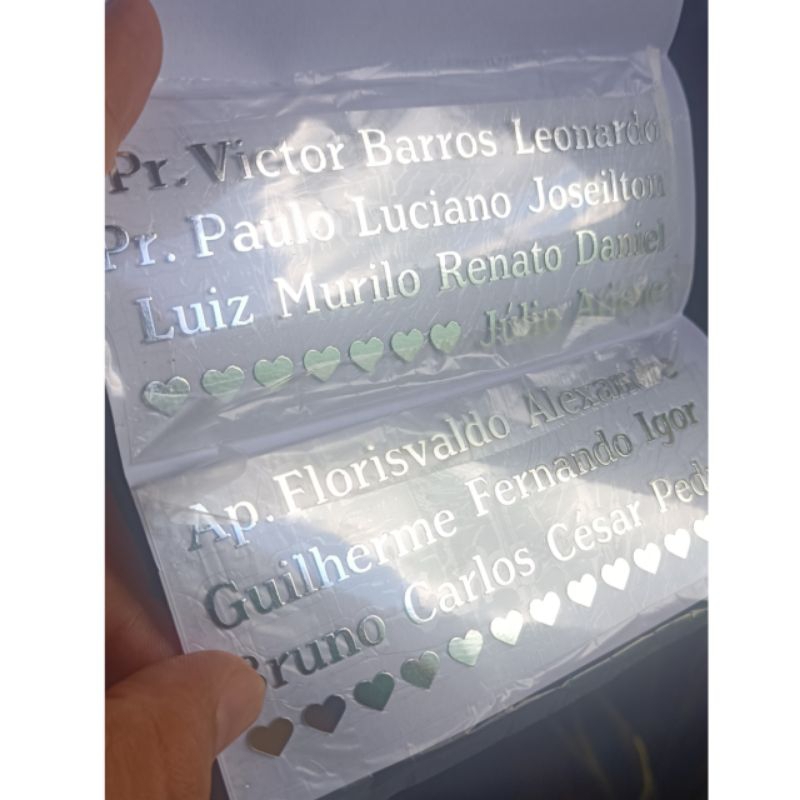 Pr. Victor Barros Leonardo
Pr. Paulo Luciano Joseilton
Luiz Murilo Renato Daniel
♥ ♥ ♥ ♥ ♥ ♥ ♥ Júlio
Ap. Florisvaldo Alexandre
Guilherme Fernando Igor
Bruno Carlos César
♥ ♥ ♥ ♥ ♥ ♥ ♥ ♥ ♥ ♥ ♥